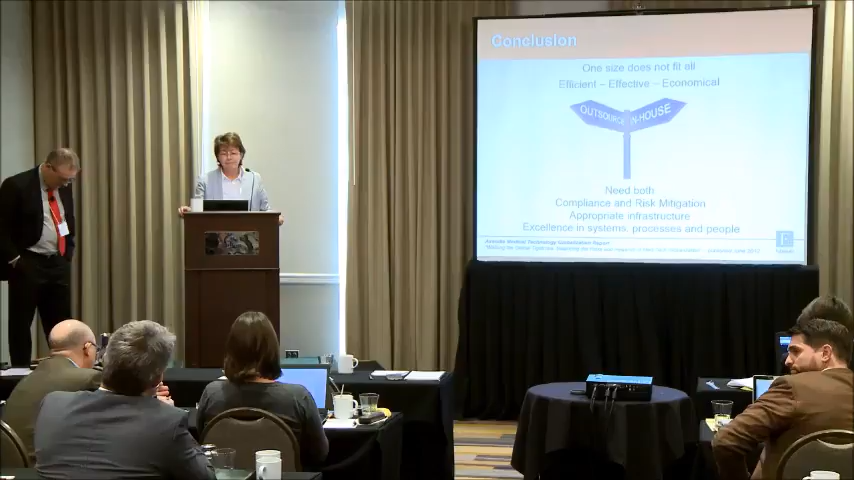 Conclusion
One size does not fit all
Efficient – Effective – Economical
OUTSOURCE
IN-HOUSE
Need both
Compliance and Risk Mitigation
Appropriate infrastructure
Excellence in systems, processes and people